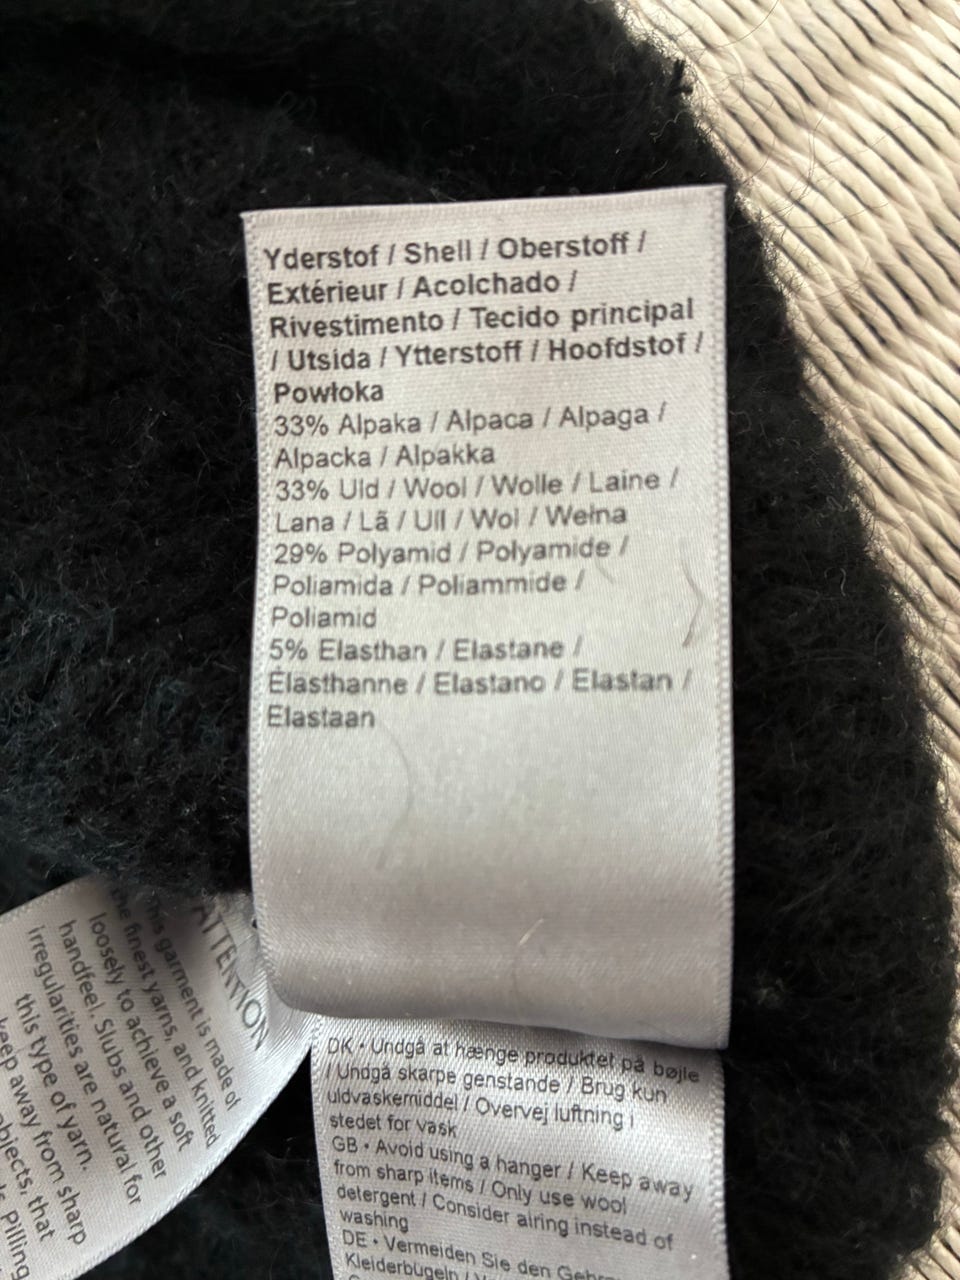 Yderstof / Shell / Oberstoff /
Extérieur / Acolchado /
Rivestimento / Tecido principal
/ Utsida / Ytterstoff / Hoofdstof /
Powłoka
33% Alpaka / Alpaca / Alpaga /
Alpacka / Alpakka
33% Uld / Wool / Wolle / Laine /
Lana / Lã / Ull / Wol / Wełna
29% Polyamid / Polyamide /
Poliamida / Poliammide /
Poliamid
5% Elasthan / Elastane /
Élasthanne / Elastano / Elastan /
Elastaan
ATTENTION
This garment is made of
the finest yarns, and knitted
loosely to achieve a soft
handfeel. Slubs and other
irregularities are natural for
this type of yarn.
keep away from sharp
objects, that
Pilling
DK • Undgå at hænge produktet på bøjle
/ Undgå skarpe genstande / Brug kun
uldvaskemiddel / Overvej luftning i
stedet for vask
GB • Avoid using a hanger / Keep away
from sharp items / Only use wool
detergent / Consider airing instead of
washing
DE • Vermeiden Sie den
Kleiderbügeln /